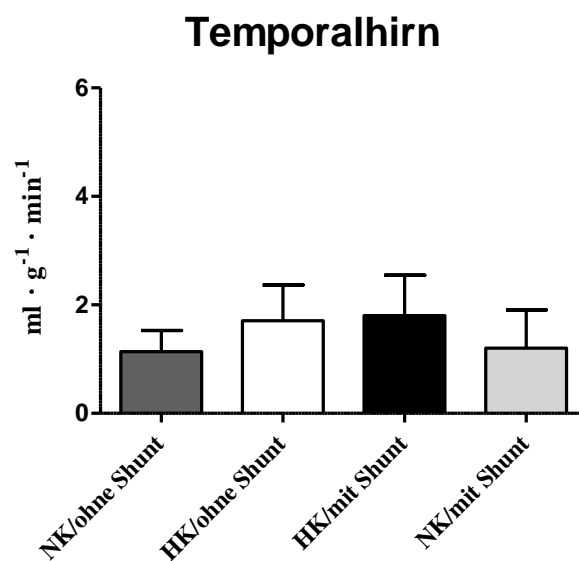 Temporalhirn
ml · g⁻¹ · min⁻¹
6
4
2
0
NK/ohne Shunt
HK/ohne Shunt
HK/mit Shunt
NK/mit Shunt